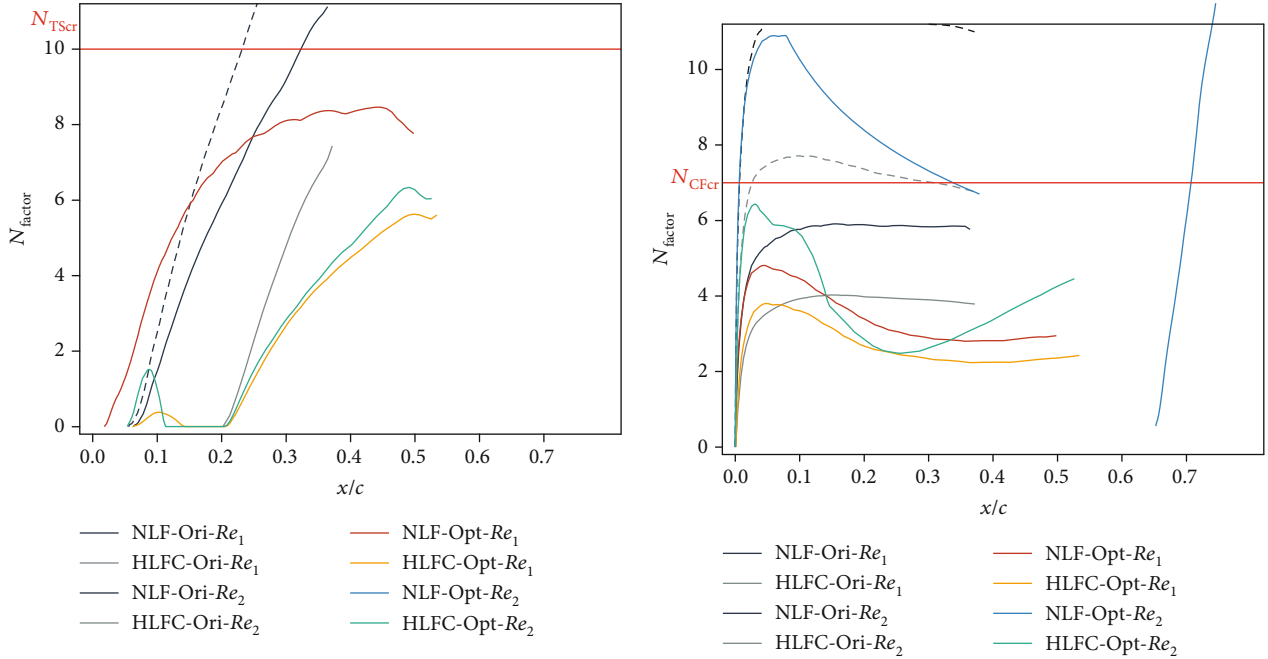 N_TScr
10
8
6
4
2
0
N_factor
0.0 0.1 0.2 0.3 0.4 0.5 0.6 0.7
x/c
NLF-Ori-Re1 NLF-Opt-Re1
HLFC-Ori-Re1 HLFC-Opt-Re1
NLF-Ori-Re2 NLF-Opt-Re2
HLFC-Ori-Re2 HLFC-Opt-Re2
10
8
N_CFcr
6
4
2
0
N_factor
0.0 0.1 0.2 0.3 0.4 0.5 0.6 0.7
x/c
NLF-Ori-Re1 NLF-Opt-Re1
HLFC-Ori-Re1 HLFC-Opt-Re1
NLF-Ori-Re2 NLF-Opt-Re2
HLFC-Ori-Re2 HLFC-Opt-Re2